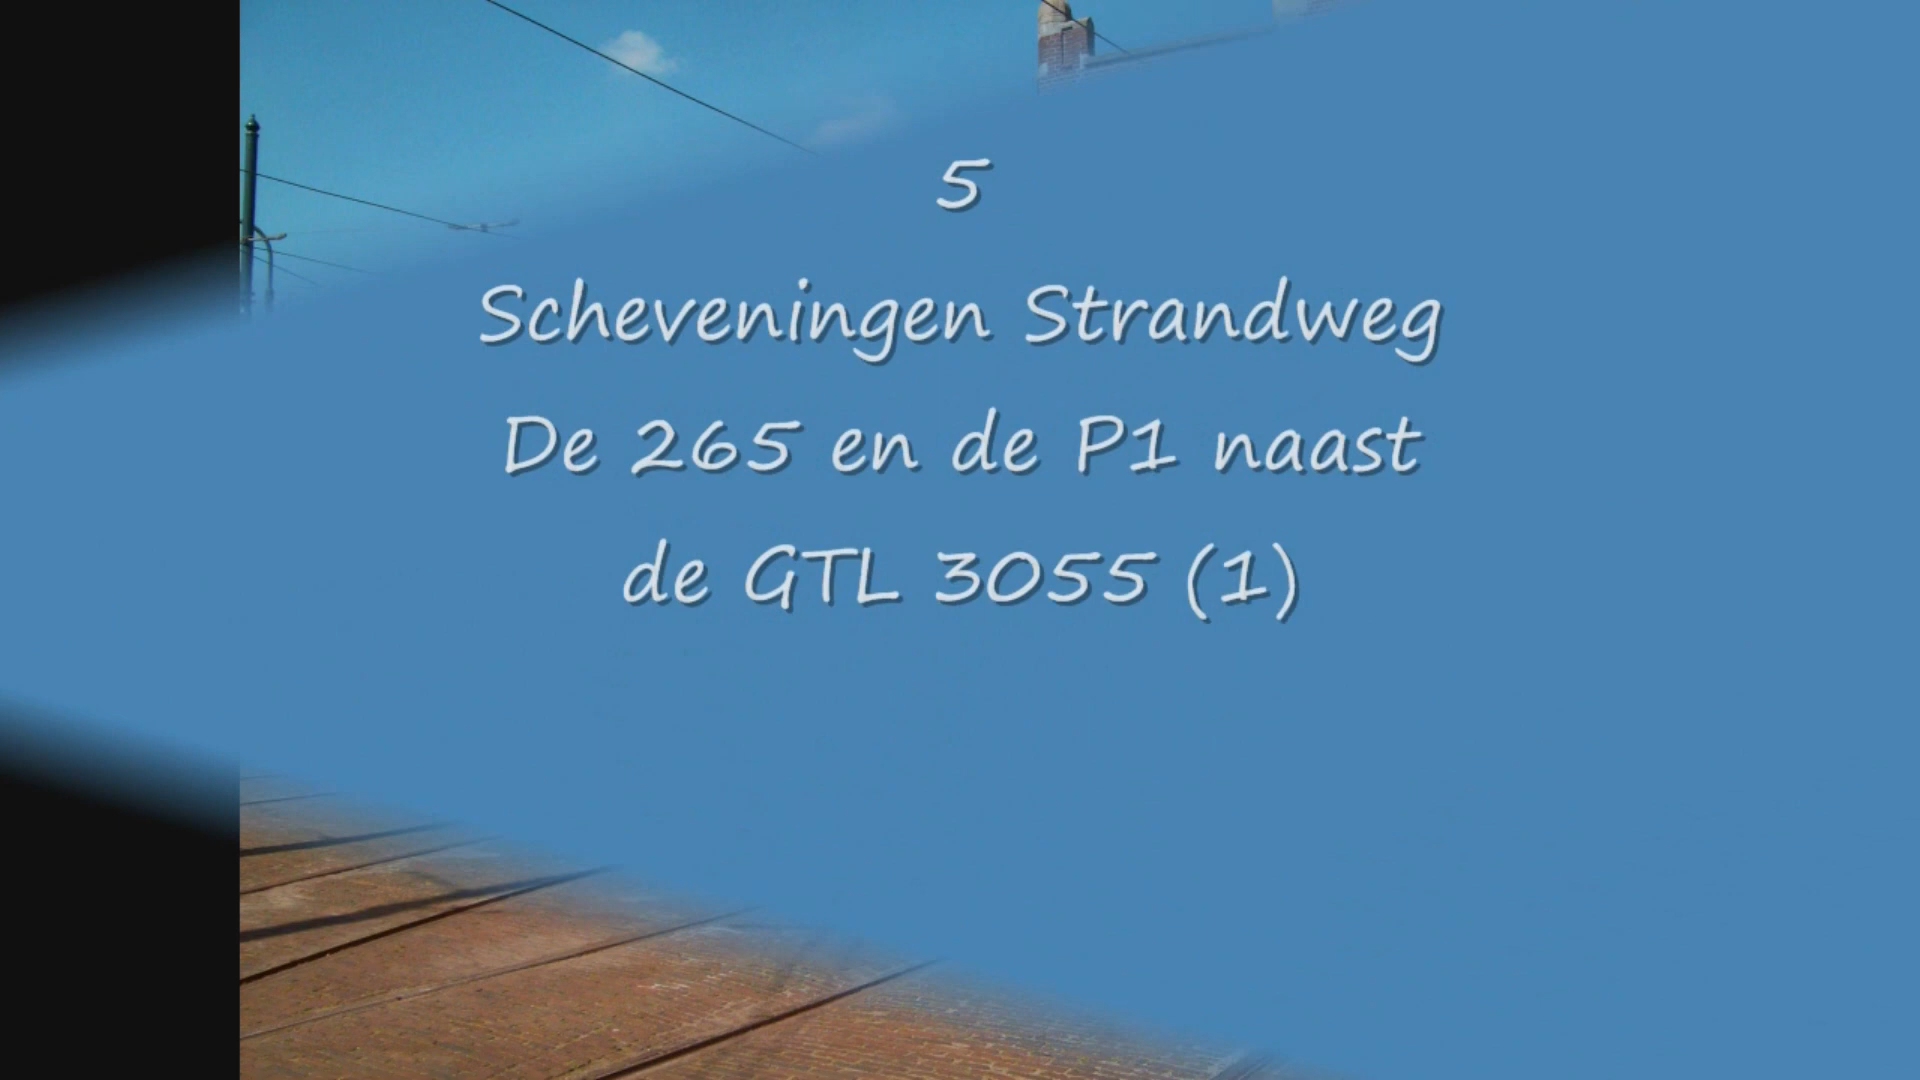 5
Scheveningen Strandweg
De 265 en de P1 naast
de GTL 3055 (1)